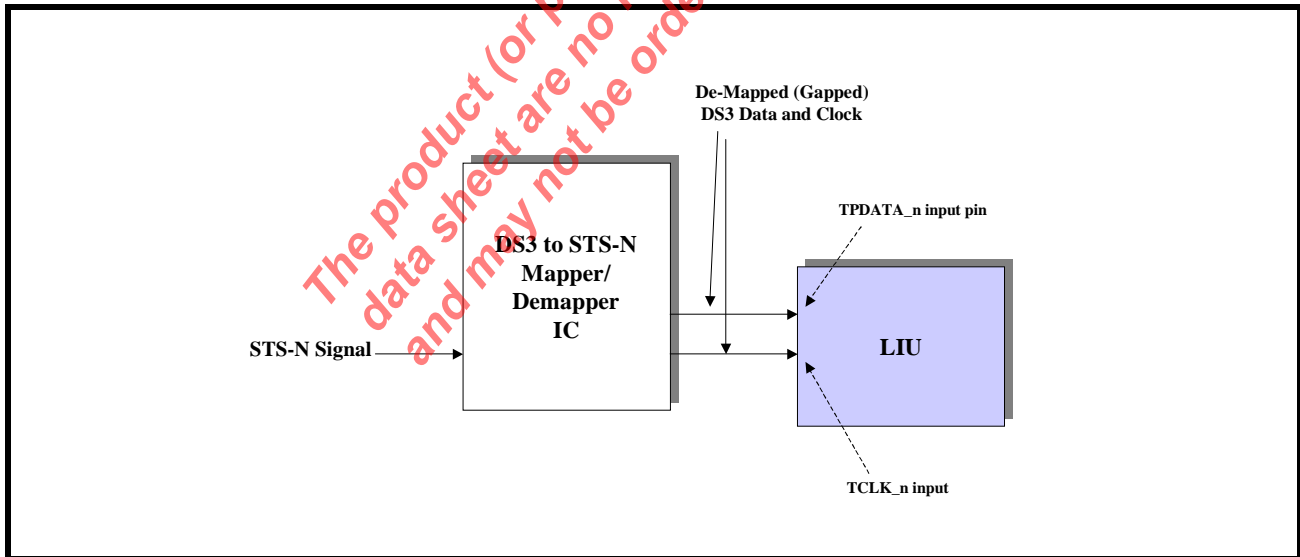 The product (or p
data sheet are no
and may not be orde
De-Mapped (Gapped)
DS3 Data and Clock
TPDATA_n input pin
DS3 to STS-N
Mapper/
Demapper
IC
STS-N Signal
LIU
TCLK_n input